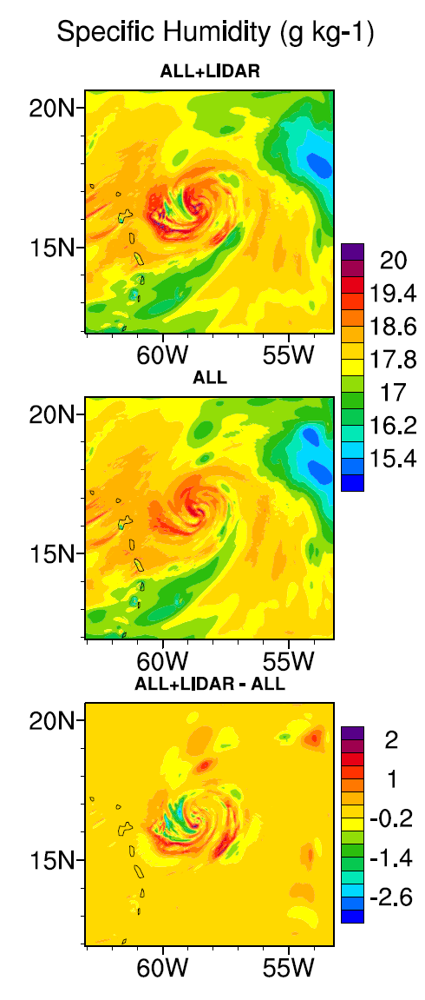 Specific Humidity (g kg-1)
ALL+LIDAR
20N
15N
60W 55W
20
19.4
18.6
17.8
17
16.2
15.4
ALL
20N
15N
60W 55W
ALL+LIDAR - ALL
20N
15N
60W 55W
2
1
-0.2
-1.4
-2.6